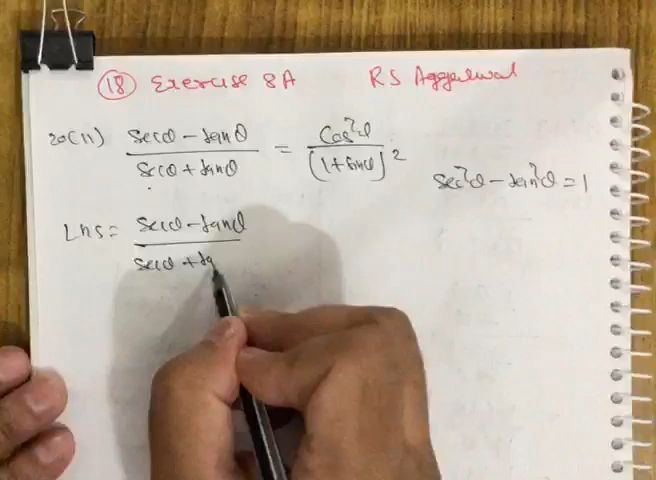 (18) Exercise 8A RS Aggarwal
20(ii) secθ - tanθ / secθ + tanθ = cos²θ / (1+sinθ)²
sec²θ - tan²θ = 1
LHS = secθ - tanθ / secθ + ta